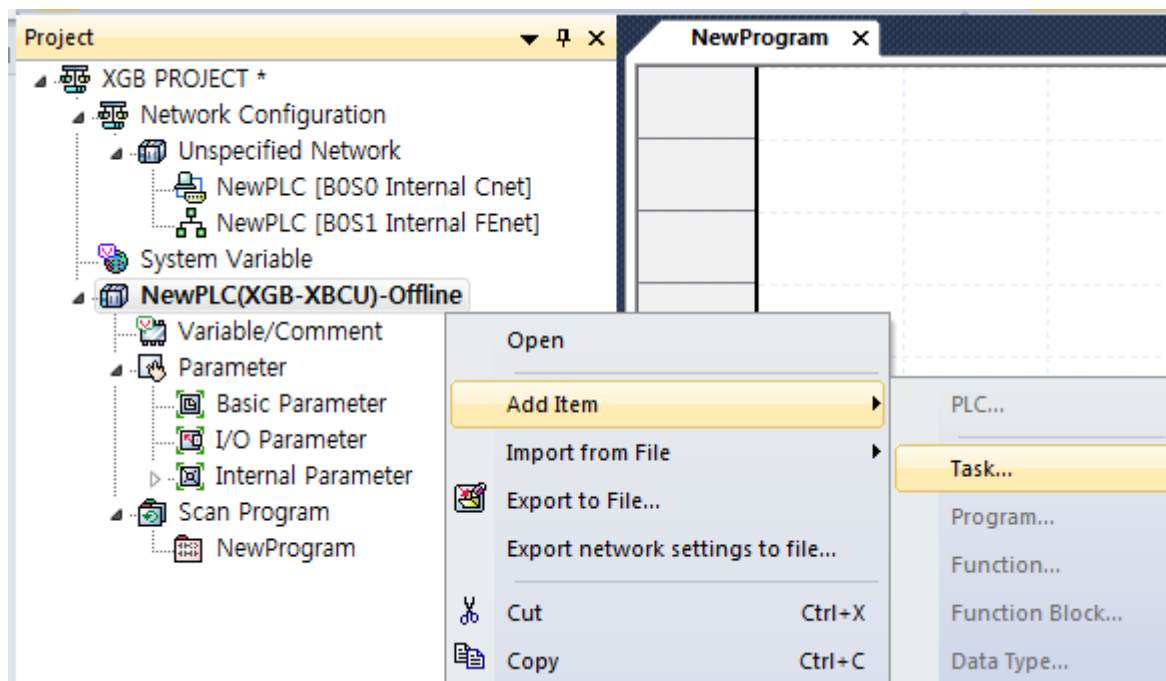 Project
NewProgram
XGB PROJECT *
Network Configuration
Unspecified Network
NewPLC [B0S0 Internal Cnet]
NewPLC [B0S1 Internal FEnet]
System Variable
NewPLC(XGB-XBCU)-Offline
Variable/Comment
Parameter
Basic Parameter
I/O Parameter
Internal Parameter
Scan Program
NewProgram
Open
Add Item
Import from File
Export to File...
Export network settings to file...
Cut Ctrl+X
Copy Ctrl+C
PLC...
Task...
Program...
Function...
Function Block...
Data Type...